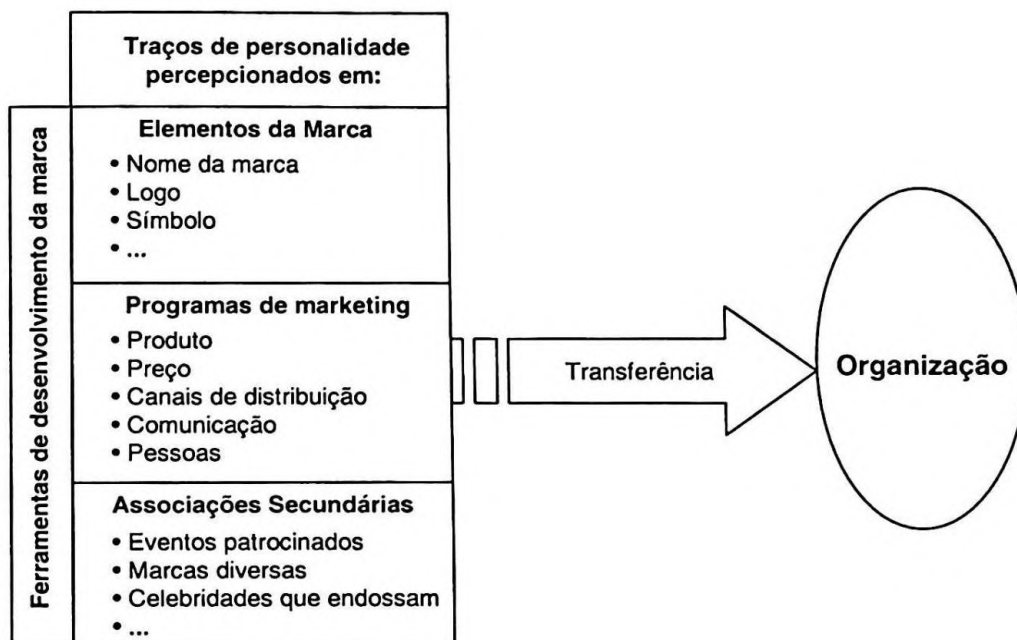 Traços de personalidade
percepcionados em:
Ferramentas de desenvolvimento da marca
Elementos da Marca
• Nome da marca
• Logo
• Símbolo
• ...
Programas de marketing
• Produto
• Preço
• Canais de distribuição
• Comunicação
• Pessoas
Associações Secundárias
• Eventos patrocinados
• Marcas diversas
• Celebridades que endossam
• ...
Transferência
Organização